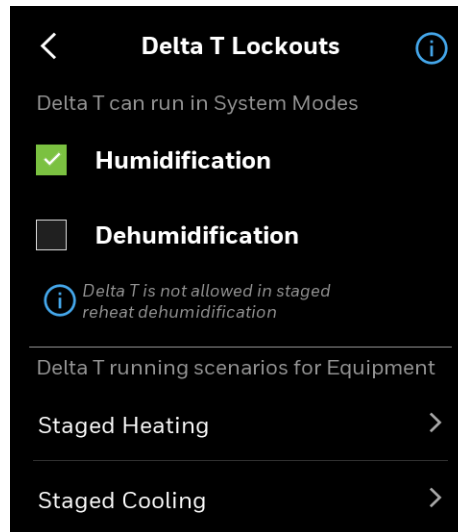 Delta T Lockouts
Delta T can run in System Modes
Humidification
Dehumidification
Delta T is not allowed in staged
reheat dehumidification
Delta T running scenarios for Equipment
Staged Heating
Staged Cooling